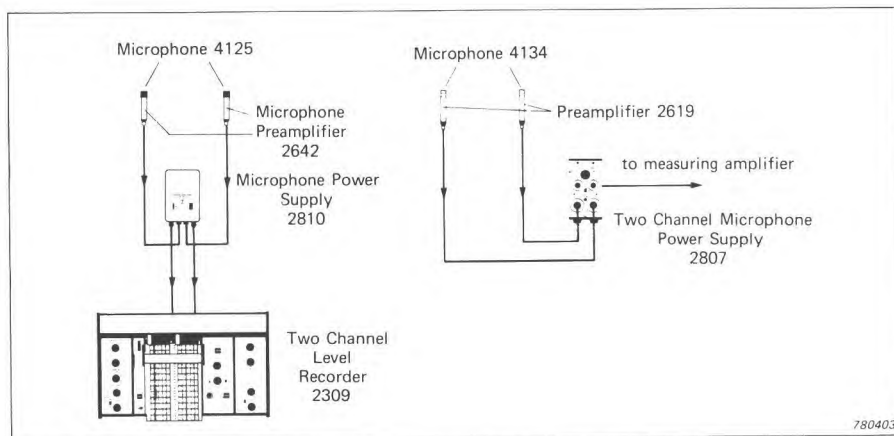 Microphone 4125
Microphone
Preamplifier
2642
Microphone Power
Supply
2810
Two Channel
Level
Recorder
2309
Microphone 4134
Preamplifier 2619
to measuring amplifier
Two Channel Microphone
Power Supply
2807
780403